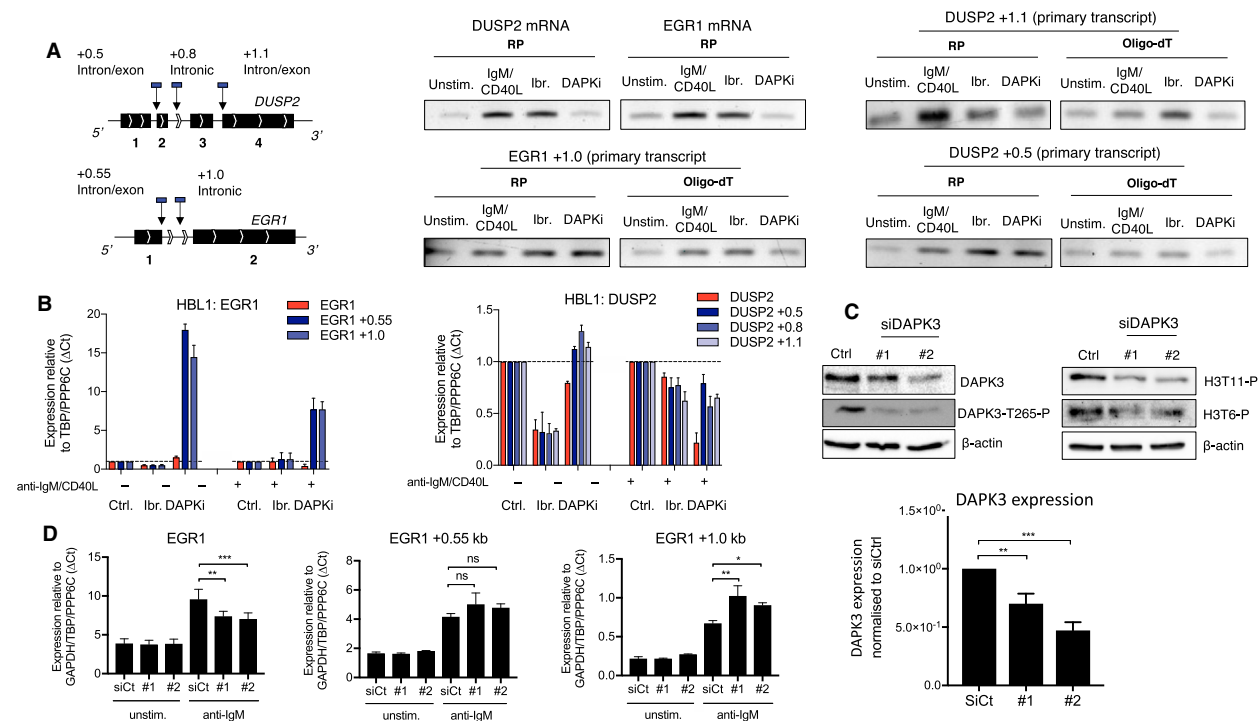 A
+0.5
Intron/exon
+0.8
Intronic
+1.1
Intron/exon
DUSP2
5’
3’
1 2 3 4
+0.55
Intron/exon
+1.0
Intronic
EGR1
5’
3’
1 2
DUSP2 mRNA
RP
Unstim. IgM/CD40L Ibr. DAPKi
EGR1 mRNA
RP
Unstim. IgM/CD40L Ibr. DAPKi
DUSP2 +1.1 (primary transcript)
RP Oligo-dT
Unstim. IgM/CD40L Ibr. DAPKi Unstim. IgM/CD40L Ibr. DAPKi
EGR1 +1.0 (primary transcript
RP Oligo-dT
Unstim. IgM/CD40L Ibr. DAPKi Unstim. IgM/CD40L Ibr. DAPKi
DUSP2 +0.5 (primary transcript)
RP Oligo-dT
Unstim. IgM/CD40L Ibr. DAPKi Unstim. IgM/CD40L Ibr. DAPKi
B
HBL1: EGR1
EGR1
EGR1 +0.55
EGR1 +1.0
Expression relative
to TBP/PPP6C (ΔCt)
20
15
10
5
0
anti-IgM/CD40L – – – + + +
Ctrl. Ibr. DAPKi Ctrl. Ibr. DAPKi
HBL1: DUSP2
DUSP2
DUSP2 +0.5
DUSP2 +0.8
DUSP2 +1.1
Expression relative
to TBP/PPP6C (ΔCt)
1.5
1.0
0.5
0.0
anti-IgM/CD40L – – – + + +
Ctrl. Ibr. DAPKi Ctrl. Ibr. DAPKi
C
siDAPK3
Ctrl #1 #2
DAPK3
DAPK3-T265-P
β-actin
siDAPK3
Ctrl #1 #2
H3T11-P
H3T6-P
β-actin
DAPK3 expression
DAPK3 expression
normalised to siCtrl
1.5×10⁰
1.0×10⁰
5.0×10⁻¹
0.0
** ***
SiCt #1 #2
D
EGR1
Expression relative to
GAPDH/TBP/PPP6C (ΔCt)
15
10
5
0
***
**
siCt #1 #2 siCt #1 #2
unstim. anti-IgM
EGR1 +0.55 kb
Expression relative to
GAPDH/TBP/PPP6C (ΔCt)
8
6
4
2
0
ns
ns
siCt #1 #2 siCt #1 #2
unstim. anti-IgM
EGR1 +1.0 kb
Expression relative to
GAPDH/TBP/PPP6C (ΔCt)
1.5
1.0
0.5
0.0
*
**
siCt #1 #2 siCt #1 #2
unstim. anti-IgM